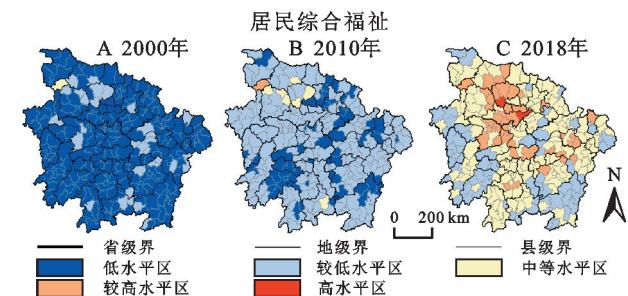 居民综合福祉
A 2000年
B 2010年
C 2018年
N
0 200 km
省级界 地级界 县级界
低水平区 较低水平区 中等水平区
较高水平区 高水平区